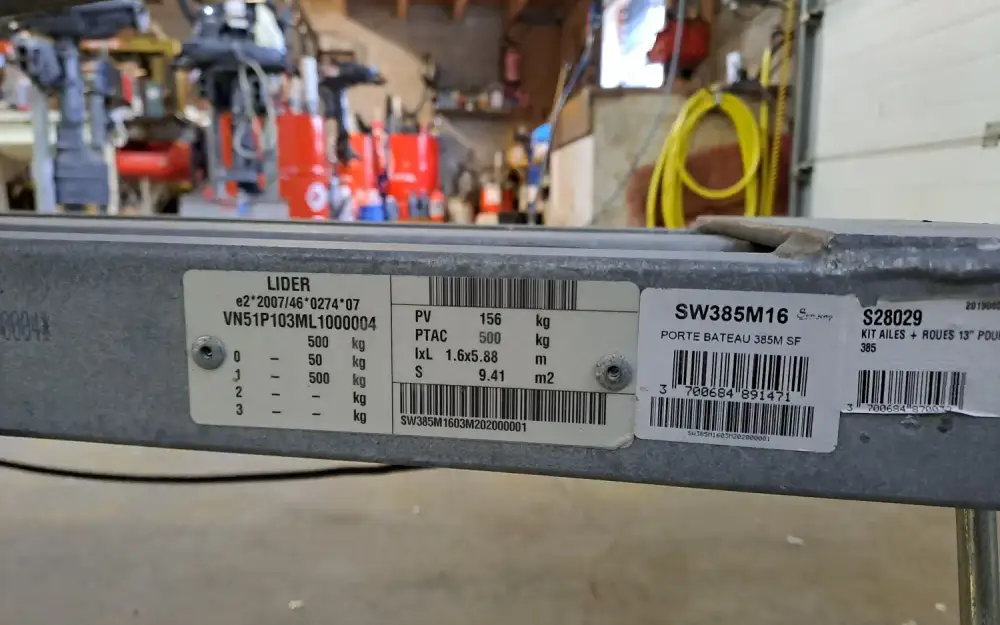 LIDER
e2*2007/46*0274*07
VN51P103ML1000004
500 kg
0 – 50 kg
1 – 500 kg
2 – – kg
3 – – kg
PV 156 kg
PTAC 500 kg
lxL 1.6x5.88 m
S 9.41 m2
SW385M1603M202000001
SW385M16
PORTE BATEAU 385M SF
3 700684 891471
SW385M1603M202000001
S28029
KIT AILES + ROUES 13" POU
385
3 700684